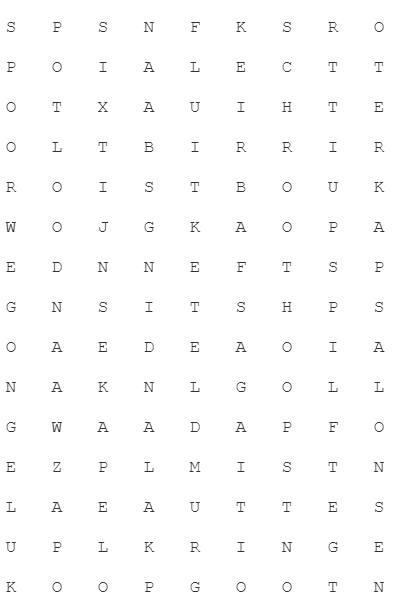 S P S N F K S R O
P O I A L E C T T
O T X A U I H T E
O L T B I R R I R
R O I S T B O U K
W O J G K A O P A
E D N N E F T S P
G N S I T S H P S
O A E D E A O I A
N A K N L G O L L
G W A A D A P F O
E Z P L M I S T N
L A E A U T T E S
U P L K R I N G E
K O O P G O O T N